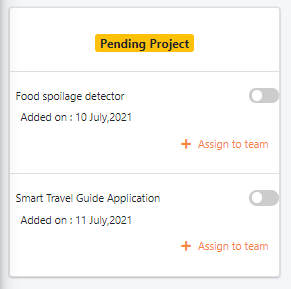 Pending Project
Food spoilage detector
Added on : 10 July,2021
+ Assign to team
Smart Travel Guide Application
Added on : 11 July,2021
+ Assign to team